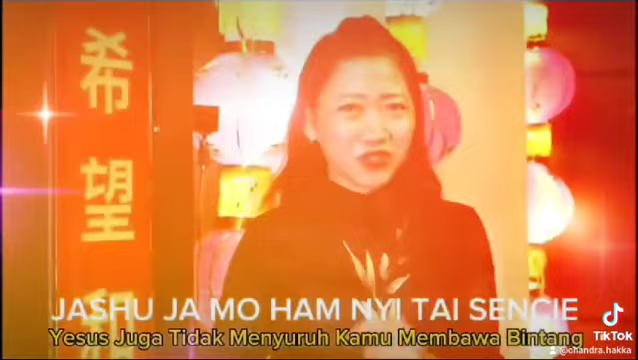 希望和
JASHU JA MO HAM NYI TAI SENCIE
Yesus Juga Tidak Menyuruh Kamu Membawa Bintang
TikTok
@chandra.hakka